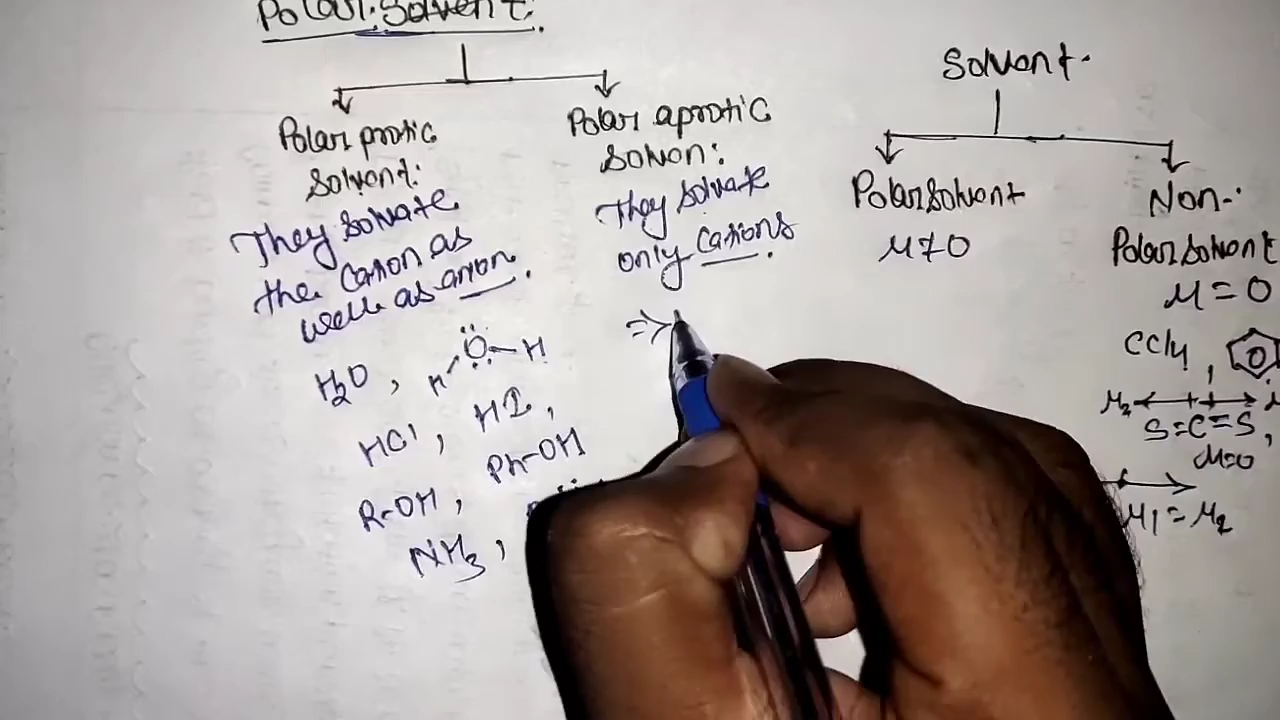 Polar Solvent.
Polar protic
Solvent:
They solvate
the cation as
well as anion.
H2O, H-Ö-H
HCl, HI,
R-OH, Ph-OH
NH3,
Polar aprotic
Solvon:
They solvate
only cations.
=>
Solvent.
Polar Solvent
μ≠0
Non-
Polar Solvent
μ=0
CCl4,
μ2
S=C=S,
μ=0
μ1=μ2